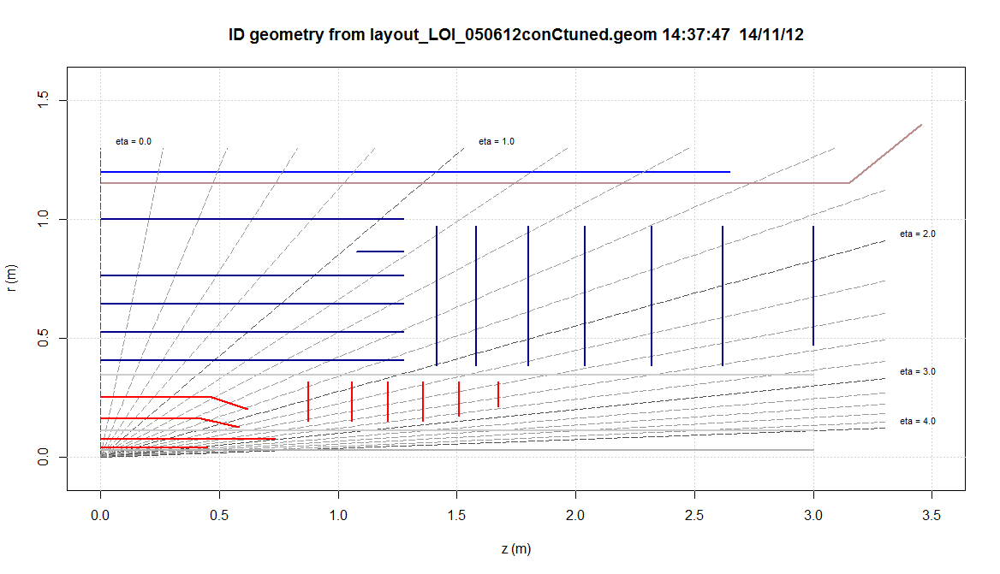 ID geometry from layout_LOI_050612conCtuned.geom 14:37:47  14/11/12
1.5
eta = 0.0
eta = 1.0
1.0
eta = 2.0
r (m)
0.5
eta = 3.0
eta = 4.0
0.0
0.0 0.5 1.0 1.5 2.0 2.5 3.0 3.5
z (m)